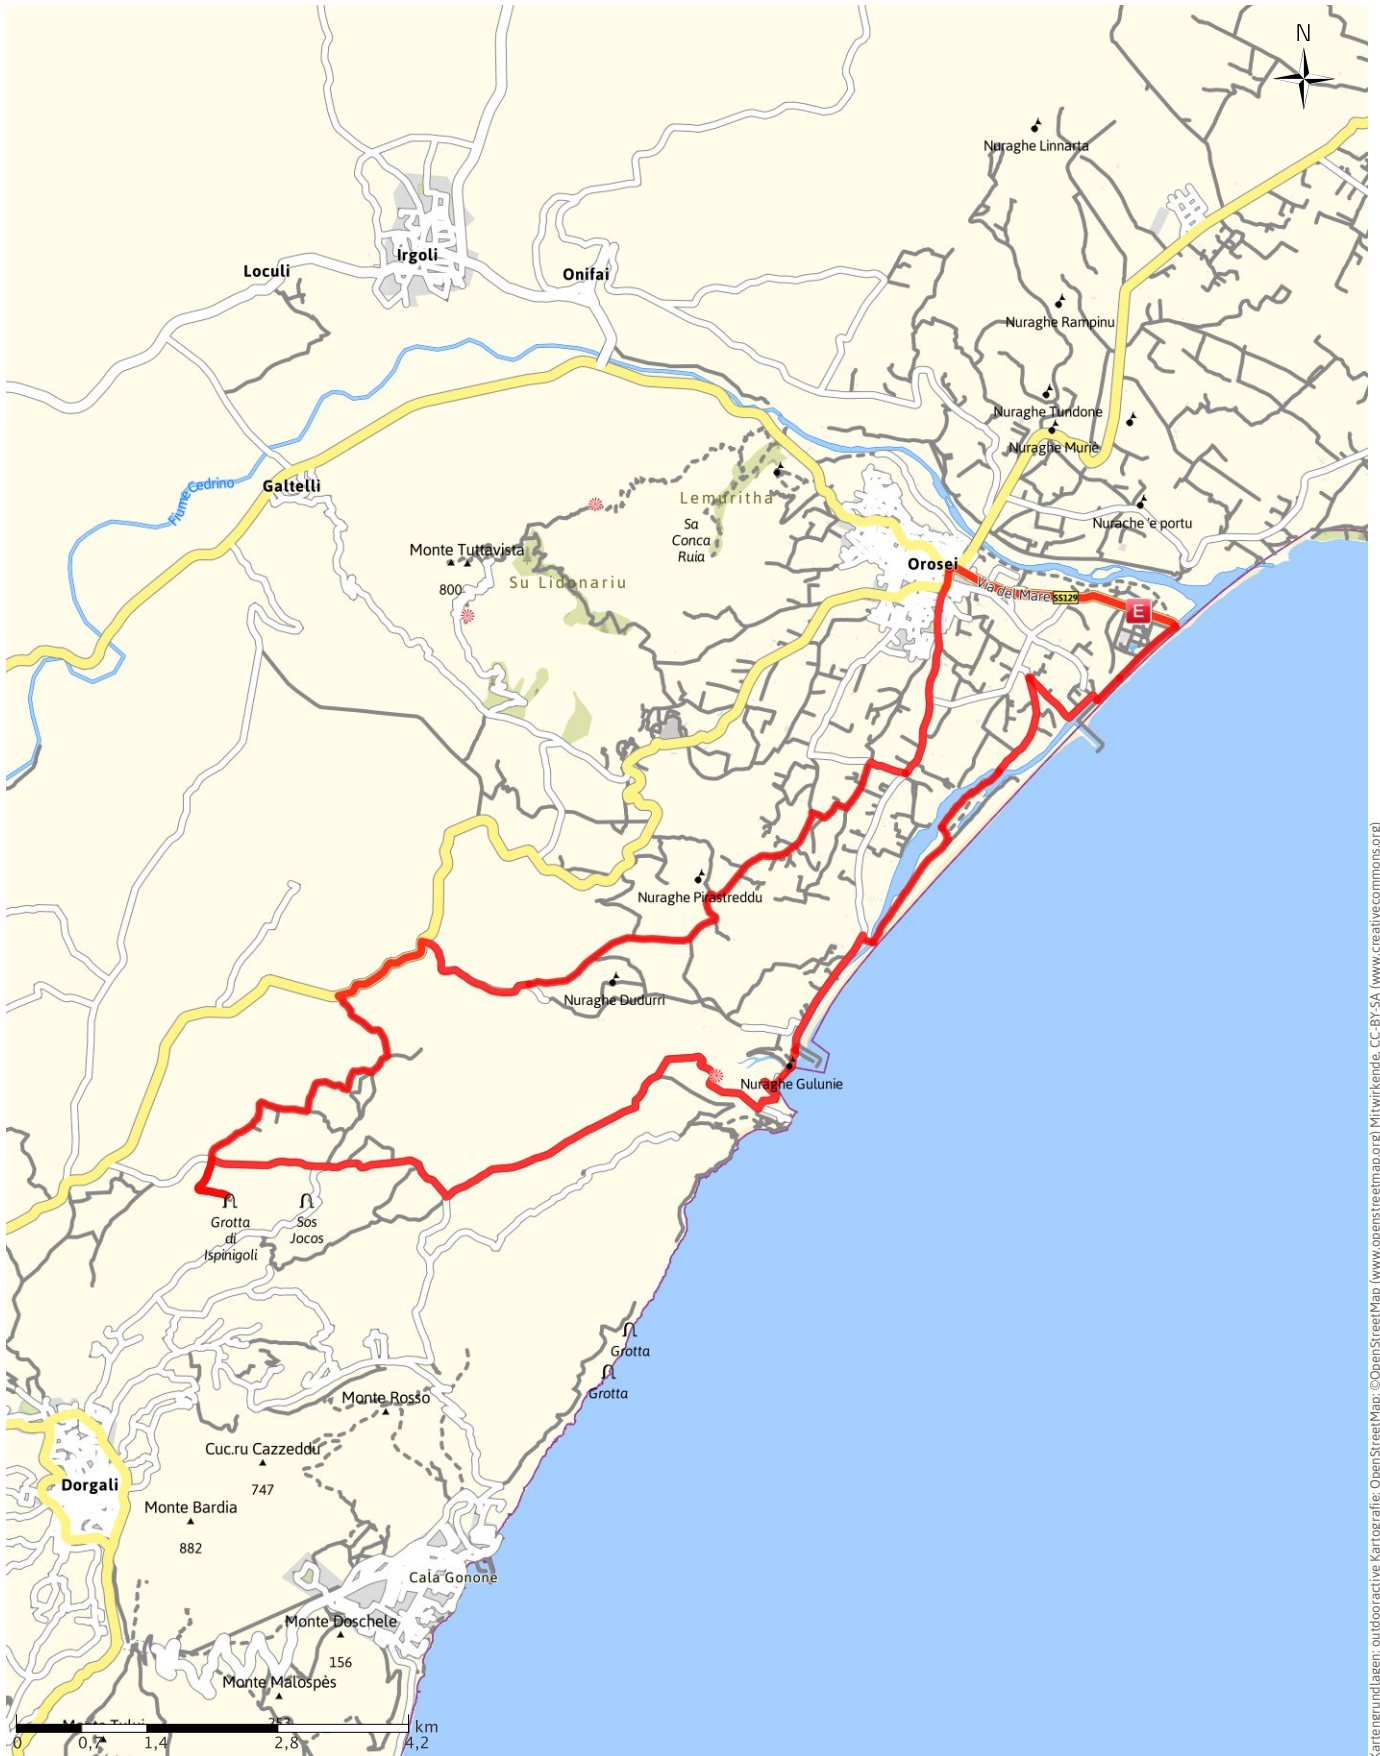 N
Nuraghe Linnarta
Irgoli
Loculi
Onifai
Nuraghe Rampinu
Nuraghe Tundone
Nuraghe Muriè
Fiume Cedrino
Galtellì
Lemuritha
Sa
Conca
Ruia
Nurache 'e portu
Monte Tuttavista
800
Su Lidonariu
Orosei
Via del Mare
SS129
E
Nuraghe Pirastreddu
Nuraghe Dudurri
Nuraghe Gulunie
Grotta
di
Ispinigoli
Sos
Jocos
Grotta
Grotta
Monte Rosso
Cuc.ru Cazzeddu
747
Dorgali
Monte Bardia
882
Cala Gonone
Monte Doschele
156
Monte Malospès
253
0 0,7 1,4 2,8 4,2 km
Kartengrundlagen: outdooractive Kartografie: ©OpenStreetMap: OpenStreetMap (www.openstreetmap.org) Mitwirkende, CC-BY-SA (www.creativecommons.org)